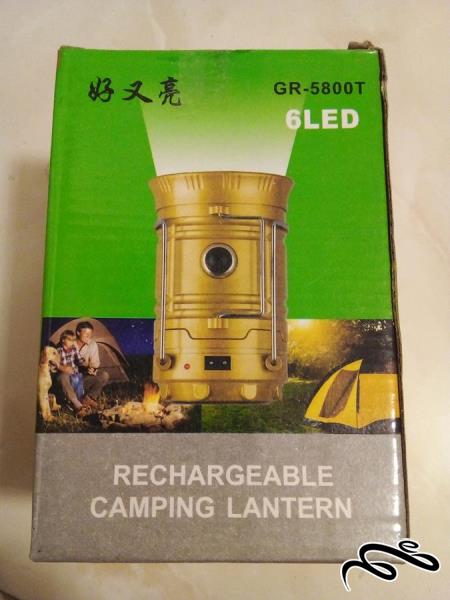 好又亮
GR-5800T
6LED
RECHARGEABLE
CAMPING LANTERN